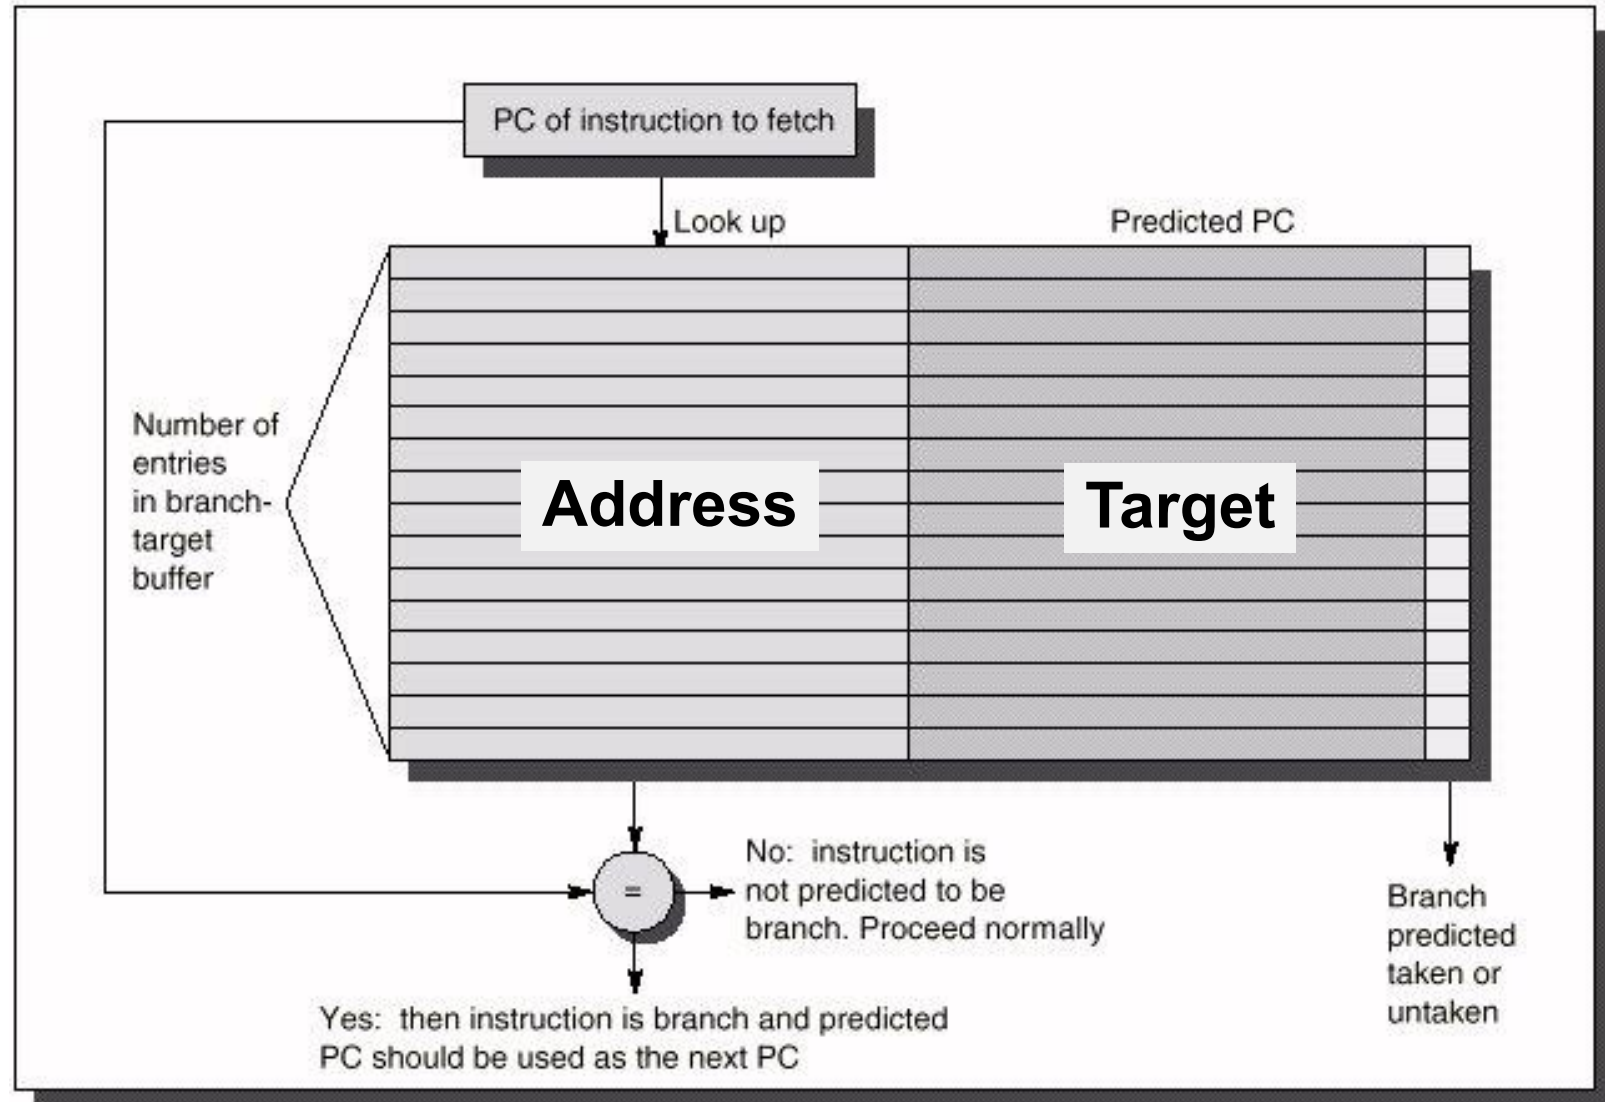 PC of instruction to fetch
Look up
Predicted PC
Number of
entries
in branch-
target
buffer
Address
Target
=
No: instruction is
not predicted to be
branch. Proceed normally
Branch
predicted
taken or
untaken
Yes: then instruction is branch and predicted
PC should be used as the next PC